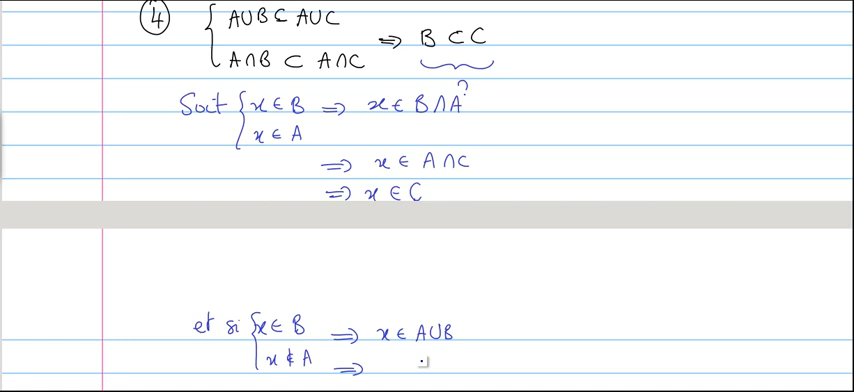 ④ { A∪B ⊂ A∪C
A∩B ⊂ A∩C ⇒ B ⊂ C
Soit { x ∈ B ⇒ x ∈ B∩A ?
x ∈ A
⇒ x ∈ A∩C
⇒ x ∈ C
et si { x ∈ B ⇒ x ∈ A∪B
x ∉ A ⇒